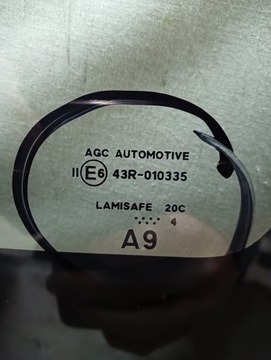 AGC AUTOMOTIVE
II E6 43R-010335
LAMISAFE 20C
4
A9